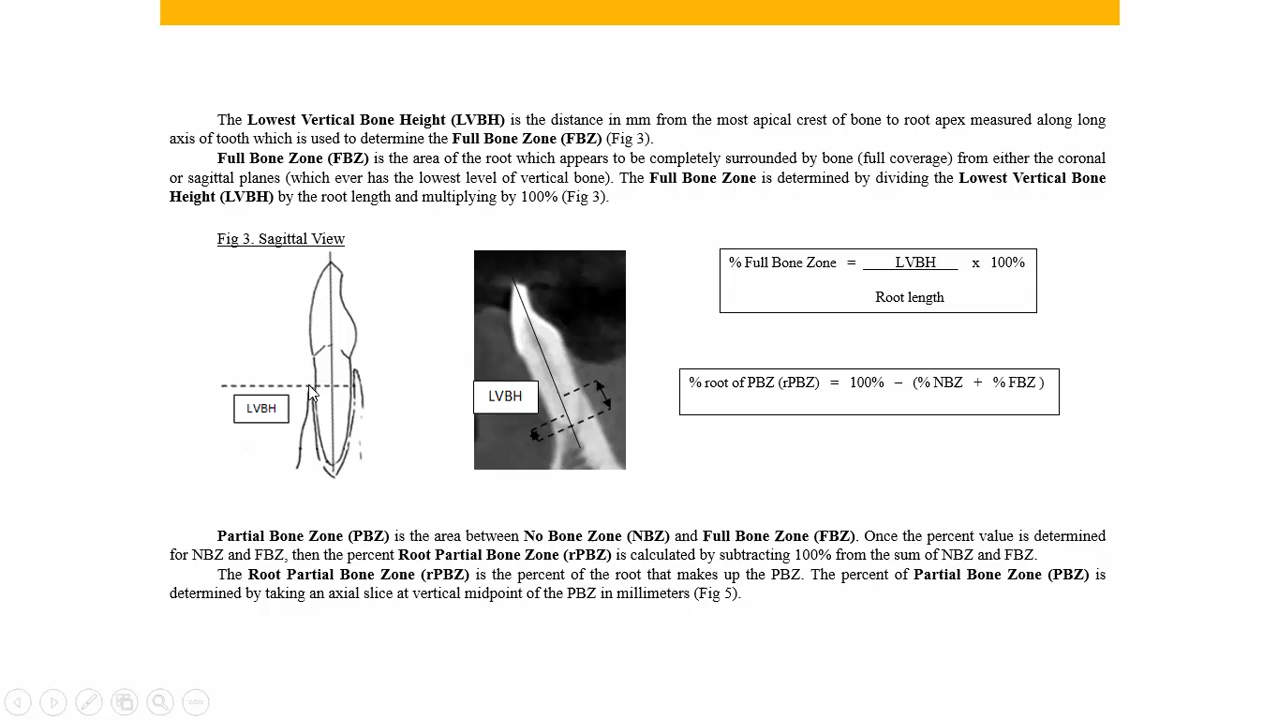 The Lowest Vertical Bone Height (LVBH) is the distance in mm from the most apical crest of bone to root apex measured along long
axis of tooth which is used to determine the Full Bone Zone (FBZ) (Fig 3).
Full Bone Zone (FBZ) is the area of the root which appears to be completely surrounded by bone (full coverage) from either the coronal
or sagittal planes (which ever has the lowest level of vertical bone). The Full Bone Zone is determined by dividing the Lowest Vertical Bone
Height (LVBH) by the root length and multiplying by 100% (Fig 3).
Fig 3. Sagittal View
% Full Bone Zone = LVBH x 100%
Root length
LVBH
LVBH
% root of PBZ (rPBZ) = 100% – (% NBZ + % FBZ )
Partial Bone Zone (PBZ) is the area between No Bone Zone (NBZ) and Full Bone Zone (FBZ). Once the percent value is determined
for NBZ and FBZ, then the percent Root Partial Bone Zone (rPBZ) is calculated by subtracting 100% from the sum of NBZ and FBZ.
The Root Partial Bone Zone (rPBZ) is the percent of the root that makes up the PBZ. The percent of Partial Bone Zone (PBZ) is
determined by taking an axial slice at vertical midpoint of the PBZ in millimeters (Fig 5).